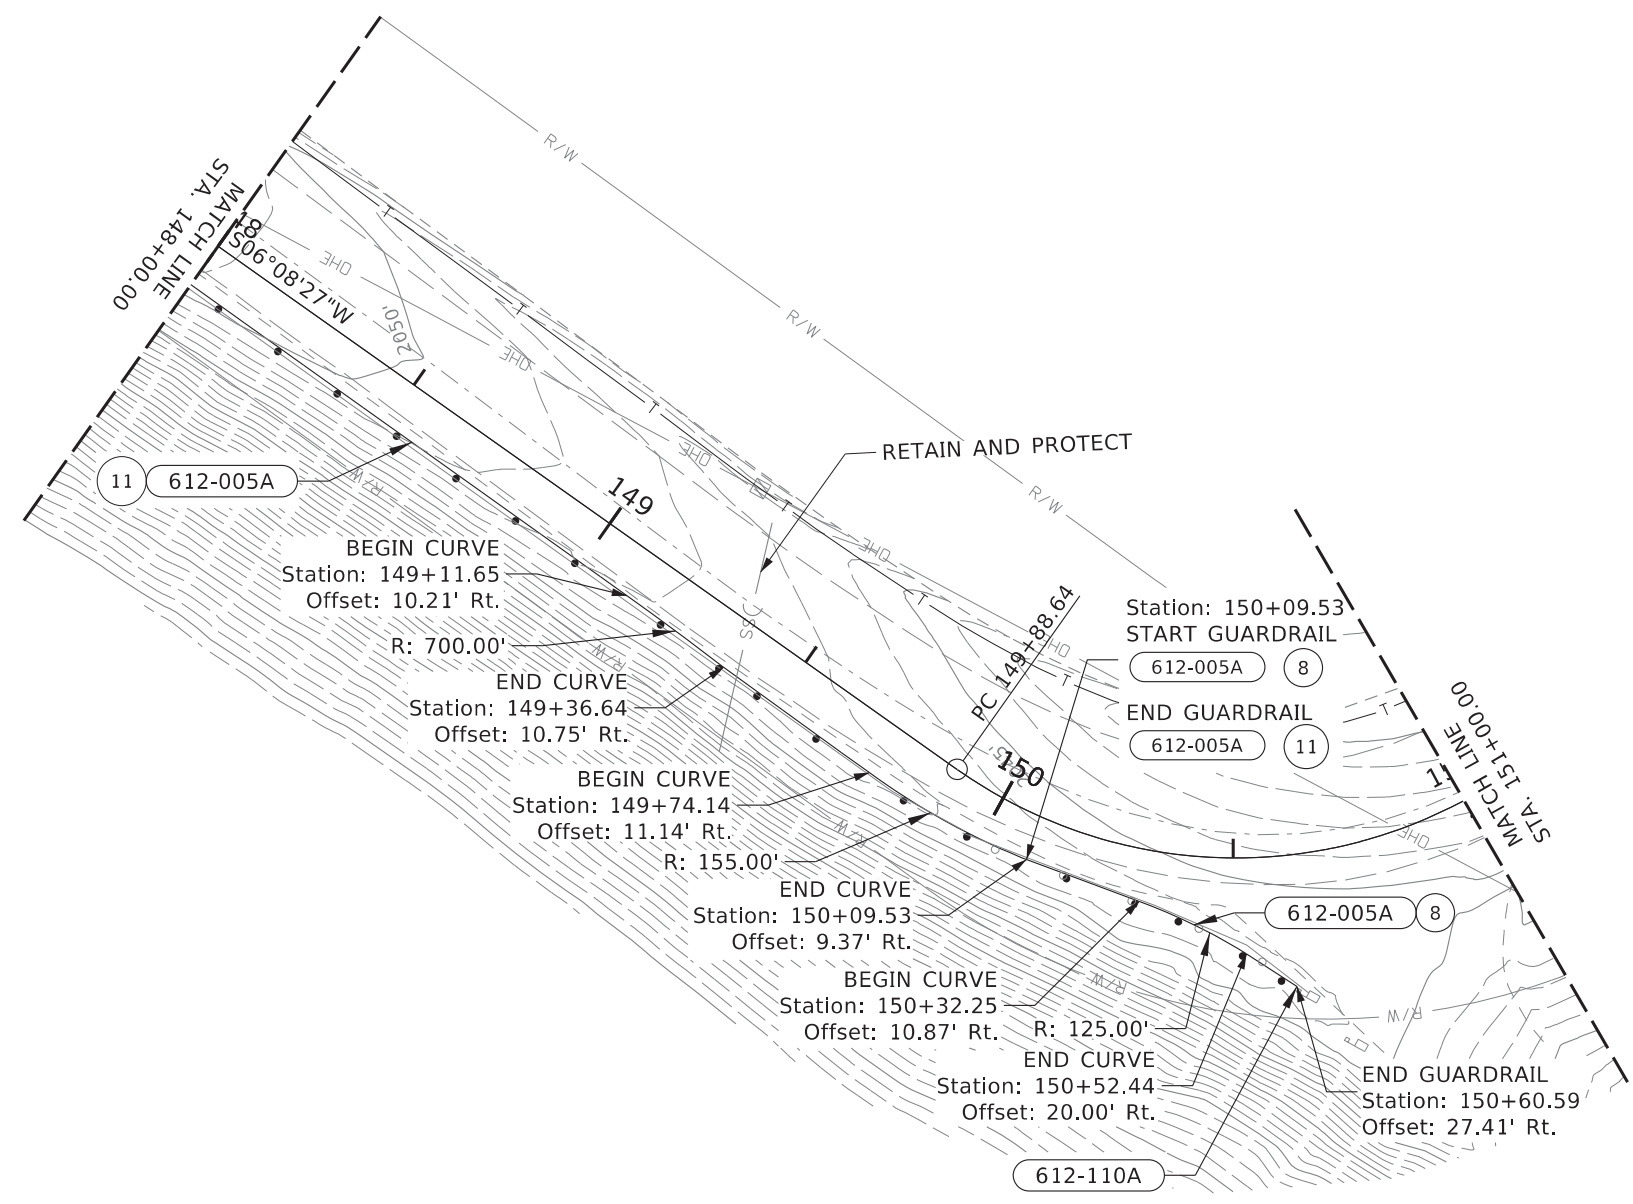 R/W
MATCH LINE
STA. 148+00.00
S06°08'27"W
T
OHE
2050'
R/W
OHE
T
T
RETAIN AND PROTECT
OHE
11
612-005A
R/W
149
T
R/W
OHE
BEGIN CURVE
Station: 149+11.65
Offset: 10.21' Rt.
T
R: 700.00'
R/W
SS
PC 149+88.64
Station: 150+09.53
START GUARDRAIL
612-005A
8
OHE
T
END GUARDRAIL
612-005A
11
T
END CURVE
Station: 149+36.64
Offset: 10.75' Rt.
MATCH LINE
STA. 151+00.00
150
BEGIN CURVE
Station: 149+74.14
Offset: 11.14' Rt.
R/W
OHE
R: 155.00'
END CURVE
Station: 150+09.53
Offset: 9.37' Rt.
612-005A
8
BEGIN CURVE
Station: 150+32.25
Offset: 10.87' Rt.
R/W
R/W
R: 125.00'
END CURVE
Station: 150+52.44
Offset: 20.00' Rt.
END GUARDRAIL
Station: 150+60.59
Offset: 27.41' Rt.
612-110A